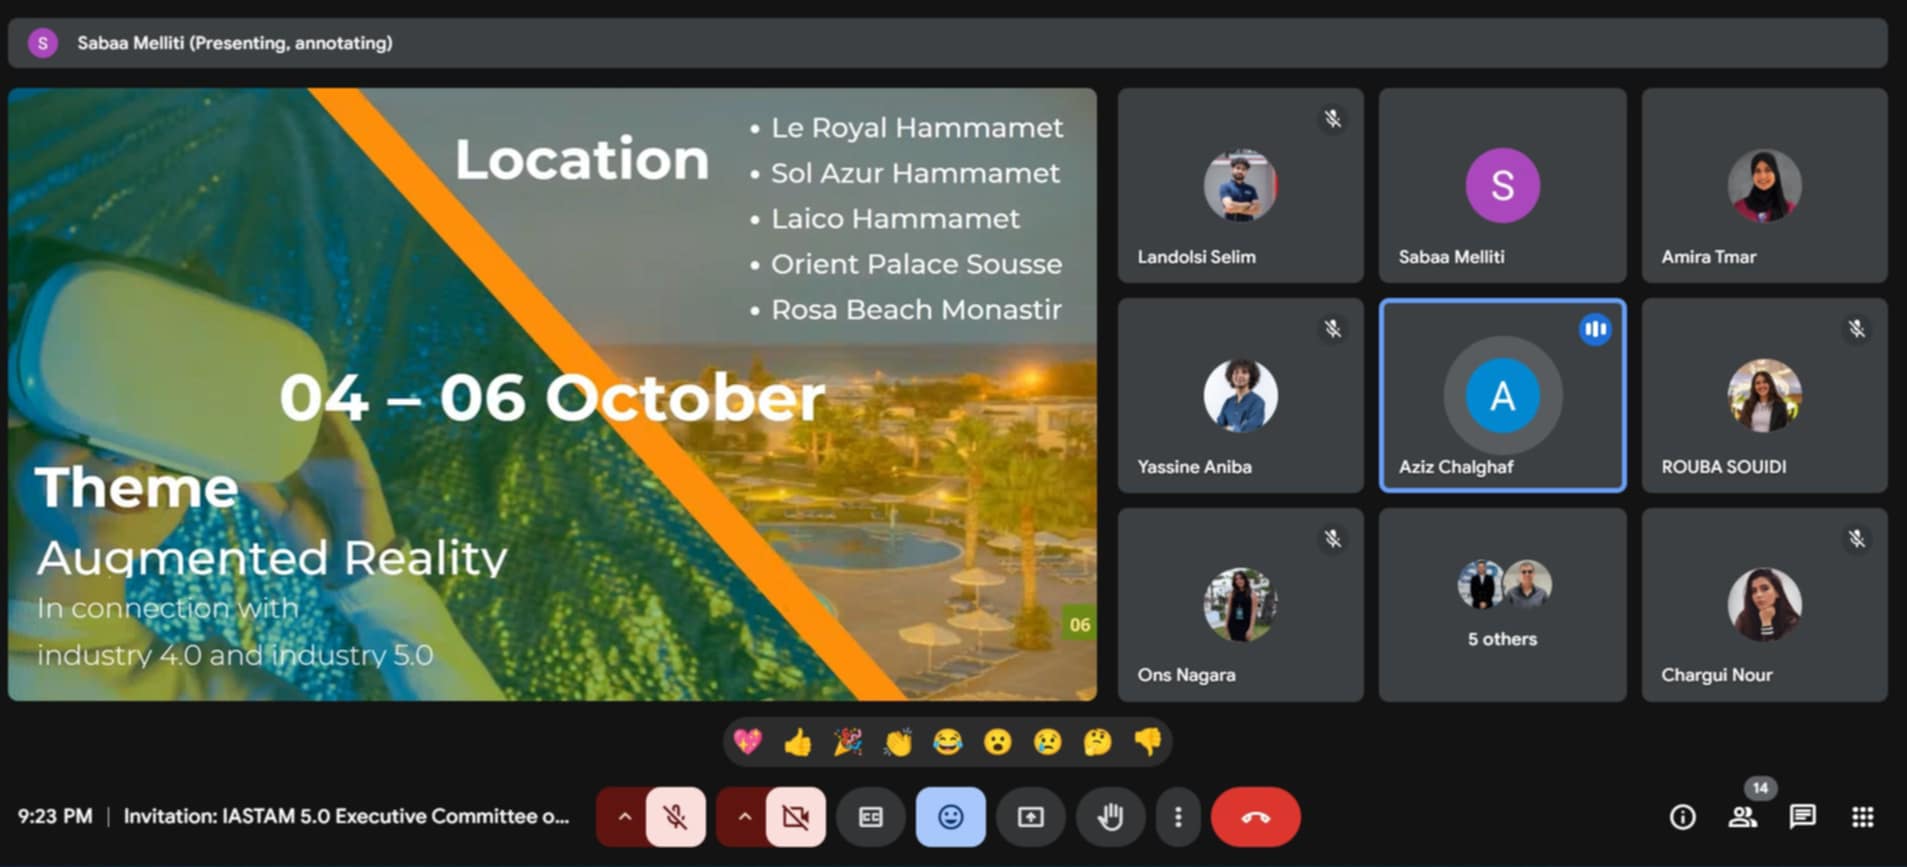 S Sabaa Melliti (Presenting, annotating)
Location
• Le Royal Hammamet
• Sol Azur Hammamet
• Laico Hammamet
• Orient Palace Sousse
• Rosa Beach Monastir
04 – 06 October
Theme
Augmented Reality
In connection with
industry 4.0 and industry 5.0
06
Landolsi Selim
S
Sabaa Melliti
Amira Tmar
Yassine Aniba
A
Aziz Chalghaf
ROUBA SOUIDI
Ons Nagara
5 others
Chargui Nour
9:23 PM | Invitation: IASTAM 5.0 Executive Committee o...
CC
14